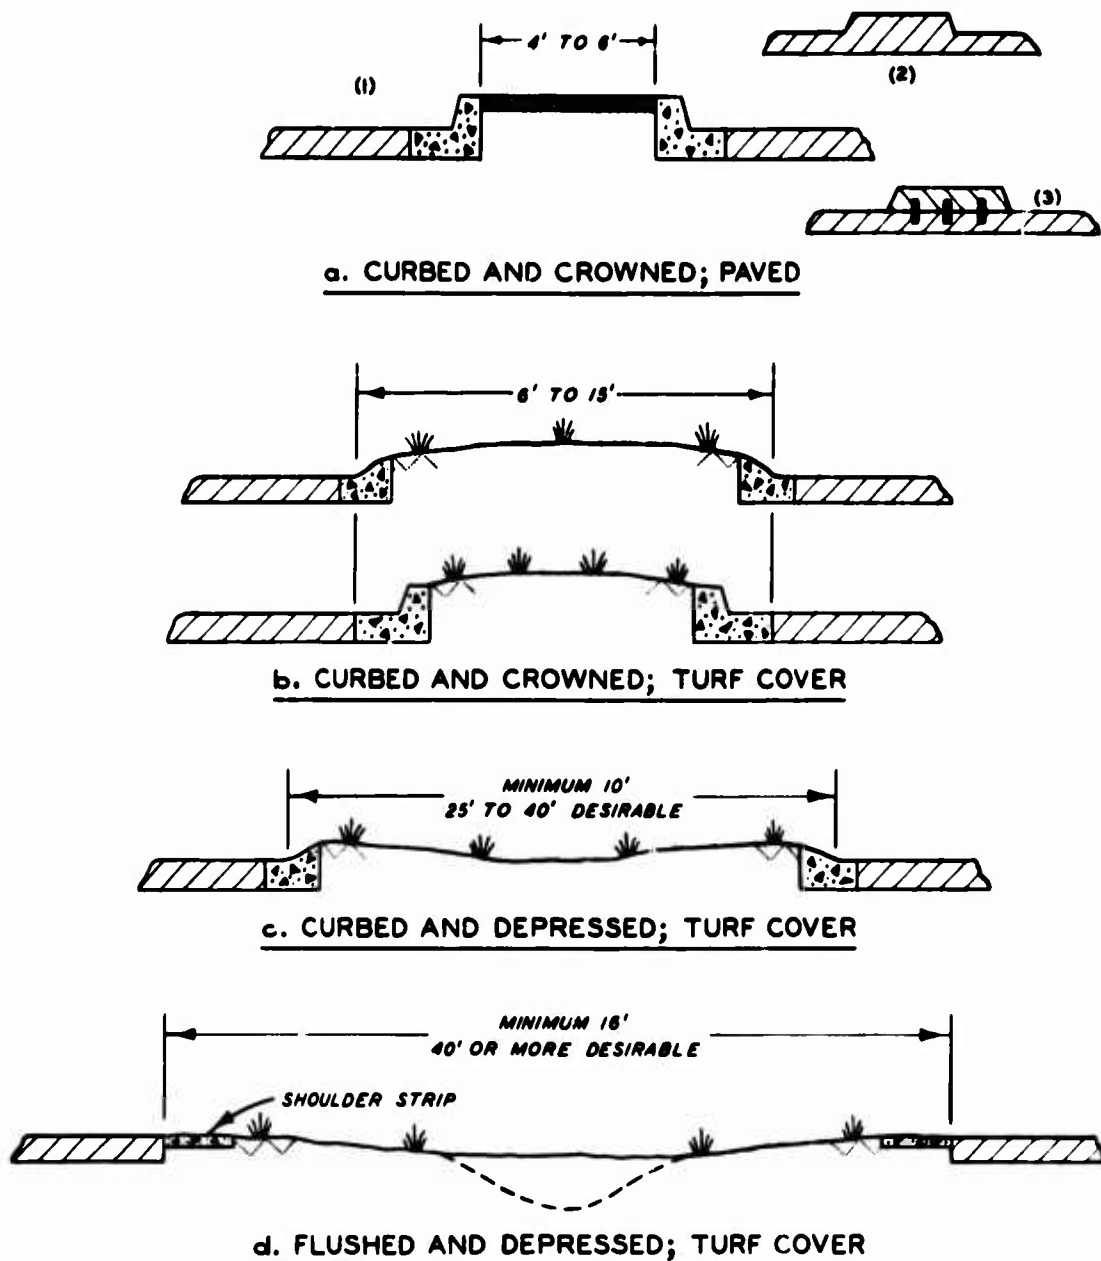 4' TO 6'
(1)
(2)
(3)
a. CURBED AND CROWNED; PAVED
6' TO 15'
b. CURBED AND CROWNED; TURF COVER
MINIMUM 10'
25' TO 40' DESIRABLE
c. CURBED AND DEPRESSED; TURF COVER
MINIMUM 16'
40' OR MORE DESIRABLE
SHOULDER STRIP
d. FLUSHED AND DEPRESSED; TURF COVER